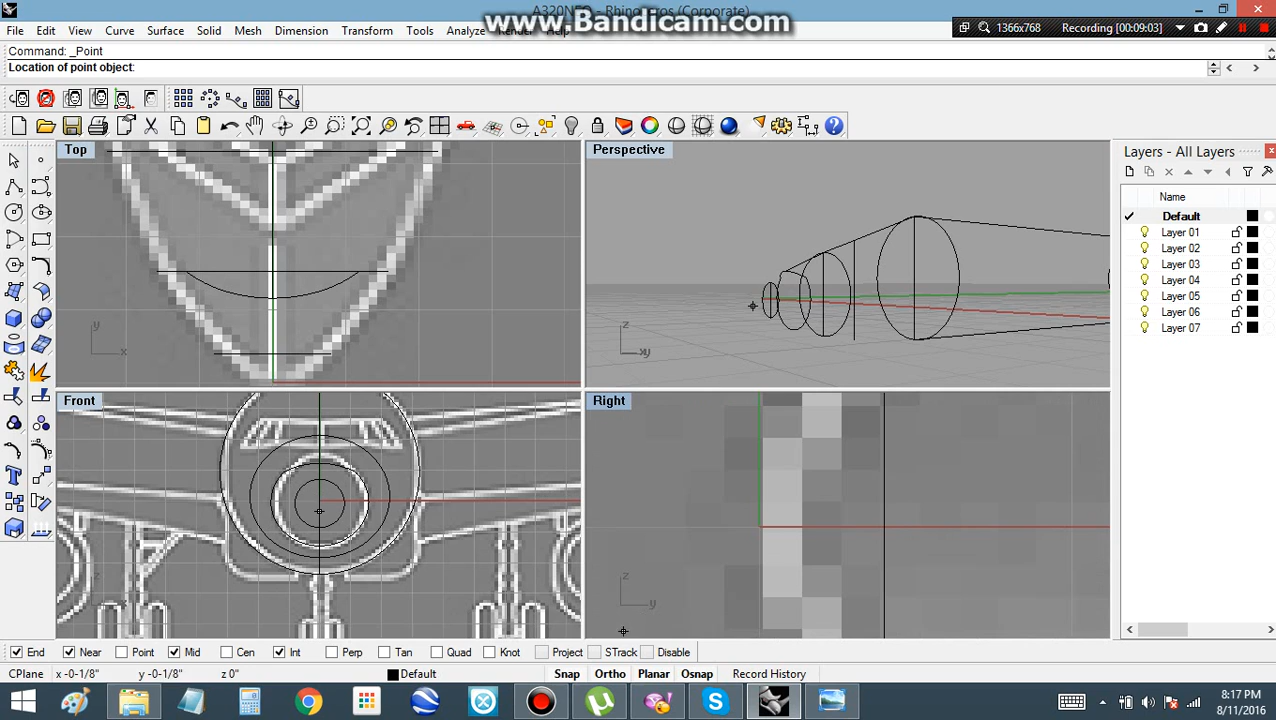 www.Bandicam.com
A320NEO - Rhinoceros (Corporate)
1366x768 Recording [00:09:03]
File Edit View Curve Surface Solid Mesh Dimension Transform Tools Analyze Render Help
Command: _Point
Location of point object:
Top
Perspective
Layers - All Layers
Name
Default
Layer 01
Layer 02
Layer 03
Layer 04
Layer 05
Layer 06
Layer 07
y
x
z
xy
Front
Right
z
z
y
End Near Point Mid Cen Int Perp Tan Quad Knot Project STrack Disable
CPlane x -0-1/8" y -0-1/8" z 0" Default Snap Ortho Planar Osnap Record History
8:17 PM
8/11/2016